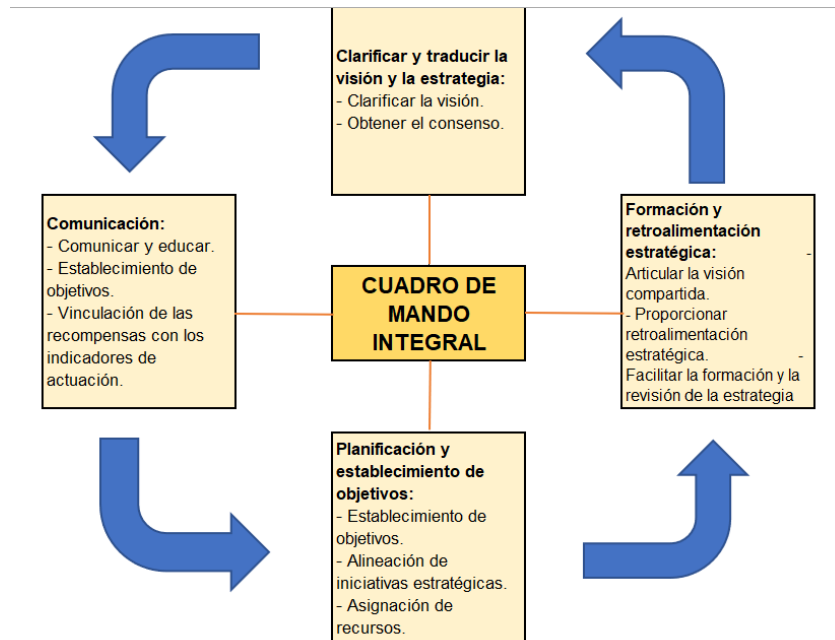 Clarificar y traducir la
visión y la estrategia:
- Clarificar la visión.
- Obtener el consenso.
Comunicación:
- Comunicar y educar.
- Establecimiento de
objetivos.
- Vinculación de las
recompensas con los
indicadores de
actuación.
CUADRO DE
MANDO
INTEGRAL
Formación y
retroalimentación
estratégica: -
Articular la visión
compartida.
- Proporcionar
retroalimentación
estratégica. -
Facilitar la formación y la
revisión de la estrategia
Planificación y
establecimiento de
objetivos:
- Establecimiento de
objetivos.
- Alineación de
iniciativas estratégicas.
- Asignación de
recursos.